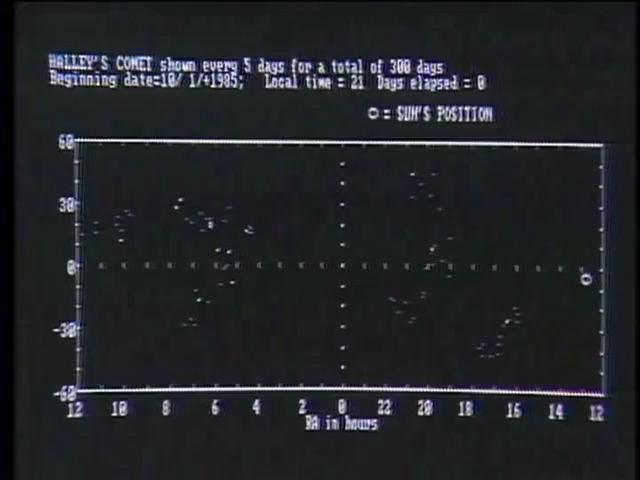 HALLEY'S COMET shown every 5 days for a total of 300 days
Beginning date=10/ 1/+1985;   Local time = 21  Days elapsed = 0
= SUN'S POSITION
60
30
0
-30
-60
12 10 8 6 4 2 0 22 20 18 16 14 12
RA in hours